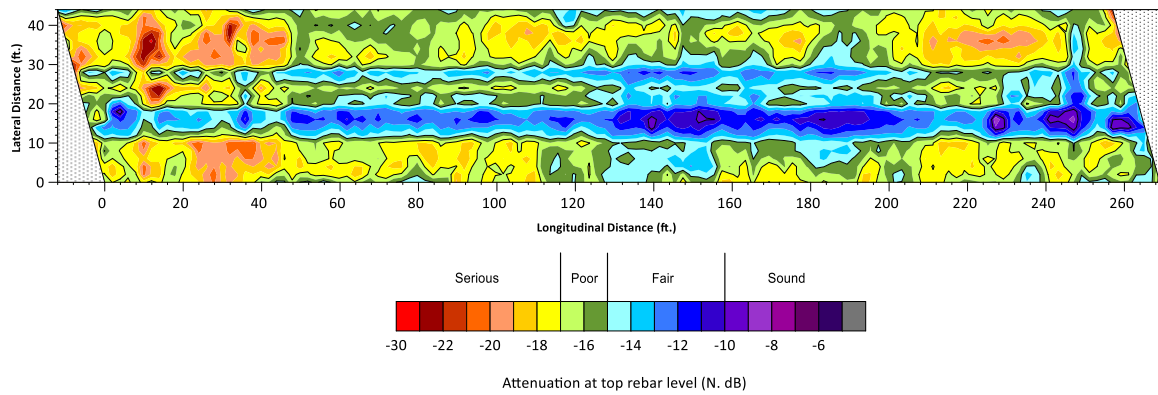 40
30
20
10
0
Lateral Distance (ft.)
0 20 40 60 80 100 120 140 160 180 200 220 240 260
Longitudinal Distance (ft.)
Serious Poor Fair Sound
-30 -22 -20 -18 -16 -14 -12 -10 -8 -6
Attenuation at top rebar level (N. dB)